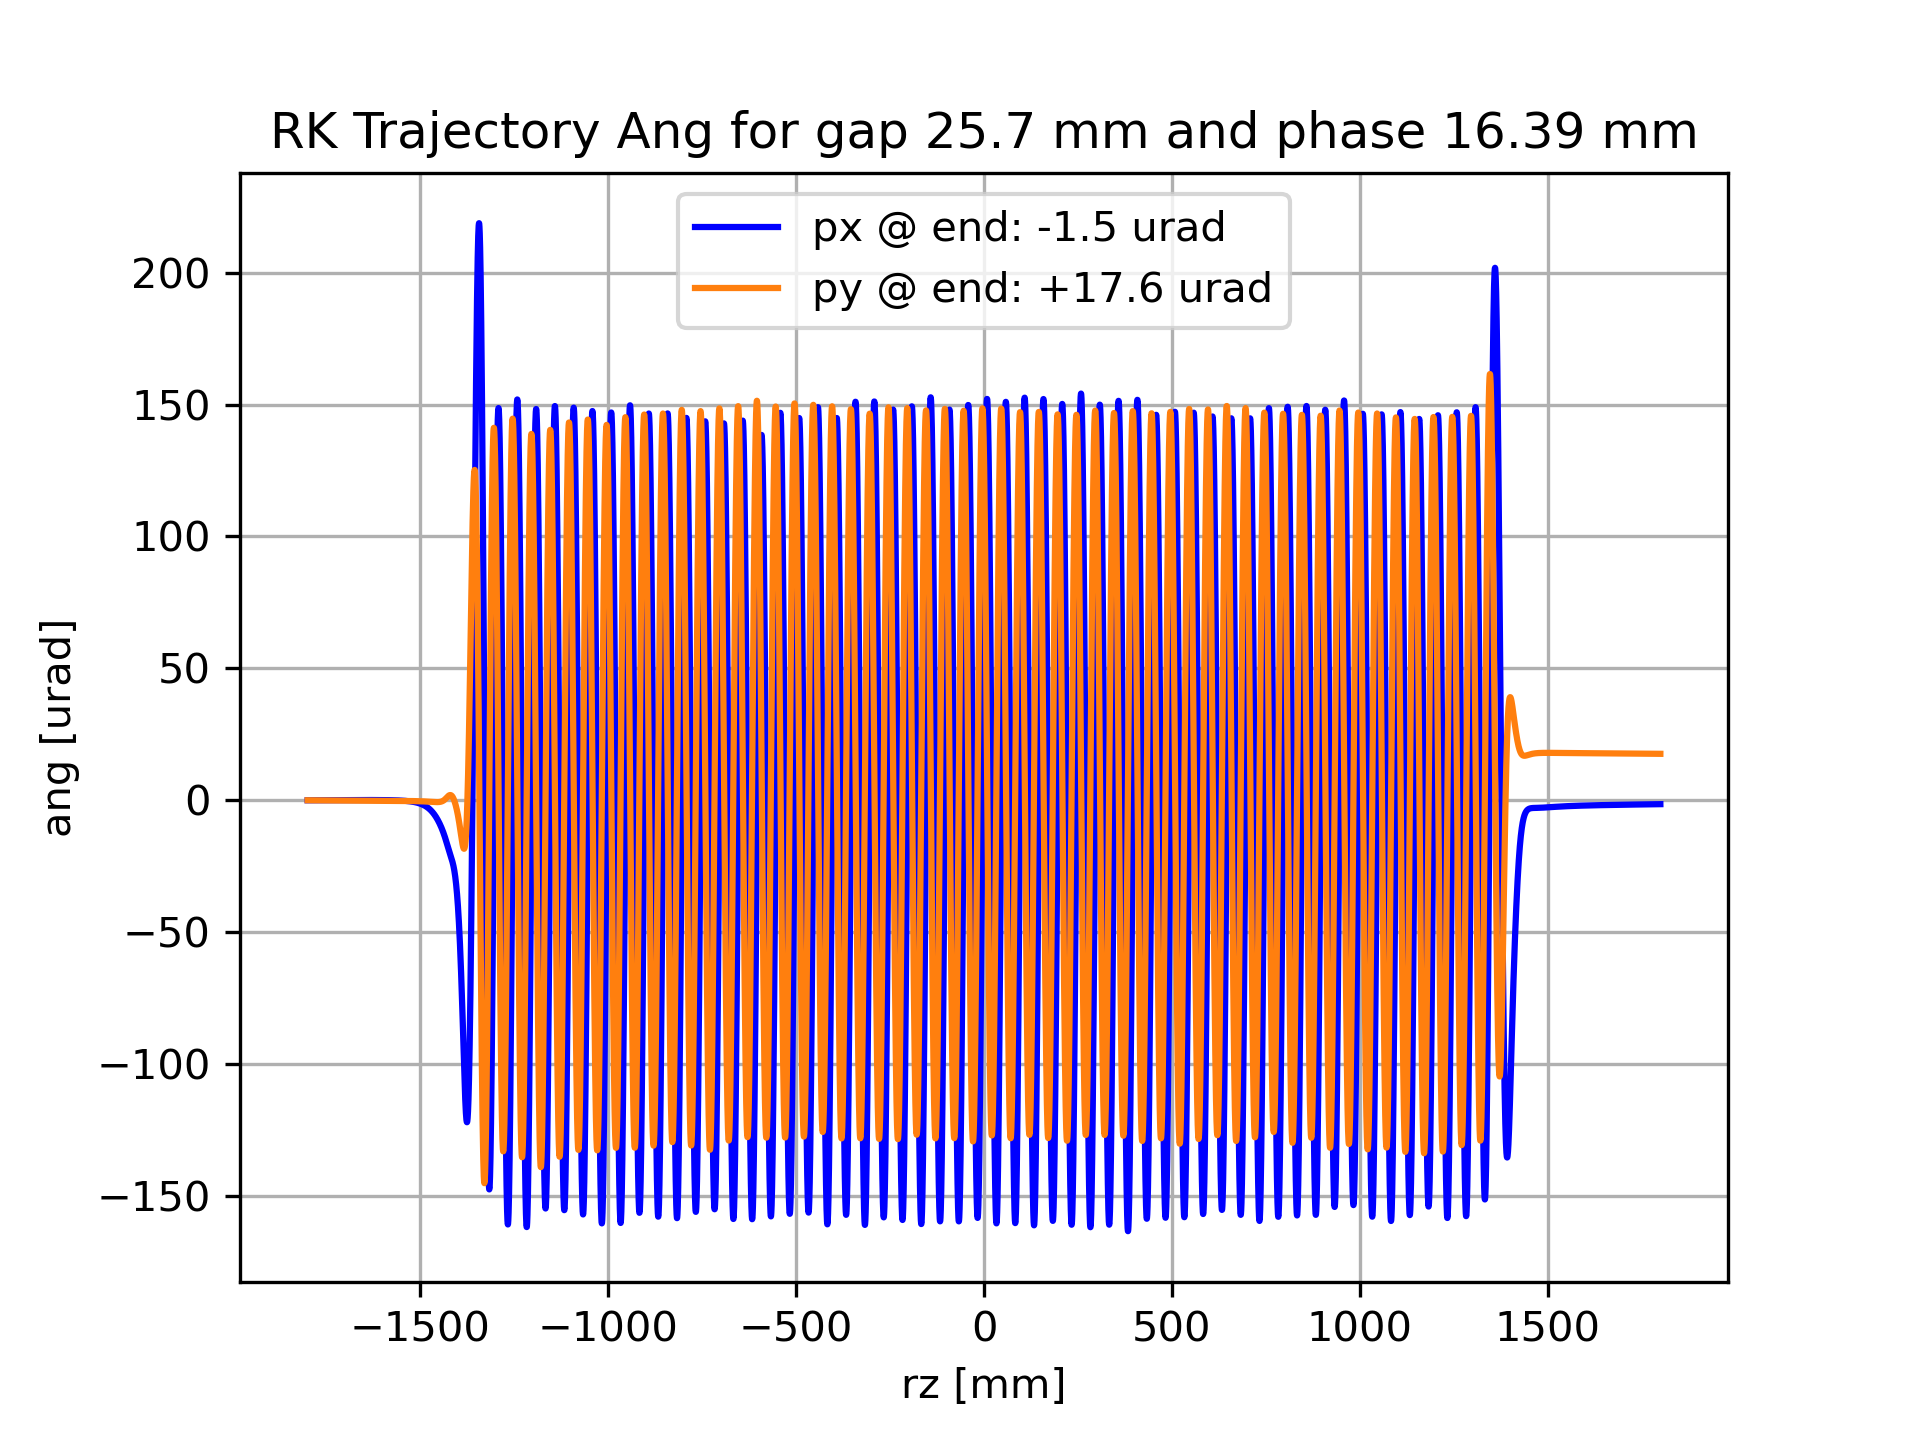 RK Trajectory Ang for gap 25.7 mm and phase 16.39 mm
px @ end: -1.5 urad
py @ end: +17.6 urad
200
150
100
50
0
−50
−100
−150
ang [urad]
−1500 −1000 −500 0 500 1000 1500
rz [mm]